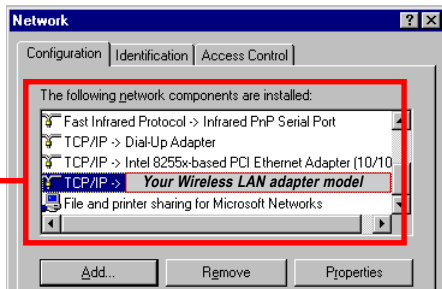 Network
Configuration Identification Access Control
The following network components are installed:
Fast Infrared Protocol -> Infrared PnP Serial Port
TCP/IP -> Dial-Up Adapter
TCP/IP -> Intel 8255x-based PCI Ethernet Adapter (10/10
TCP/IP -> Your Wireless LAN adapter model
File and printer sharing for Microsoft Networks
Add... Remove Properties